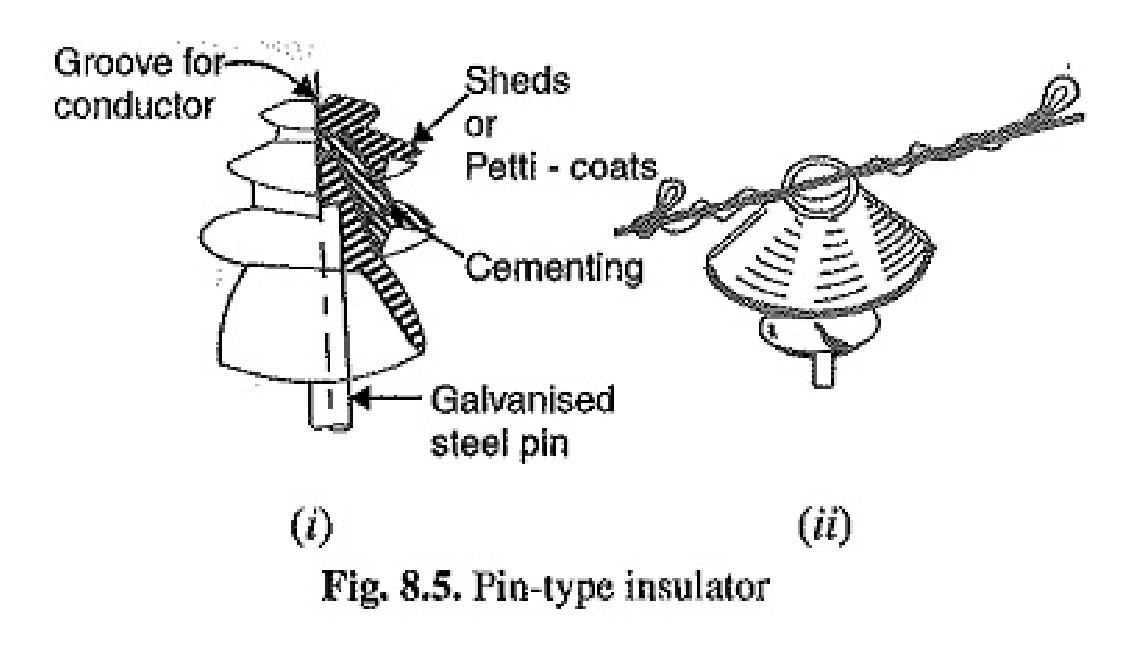 Groove for
conductor
Sheds
or
Petti - coats
Cementing
Galvanised
steel pin
(i)
(ii)
Fig. 8.5. Pin-type insulator